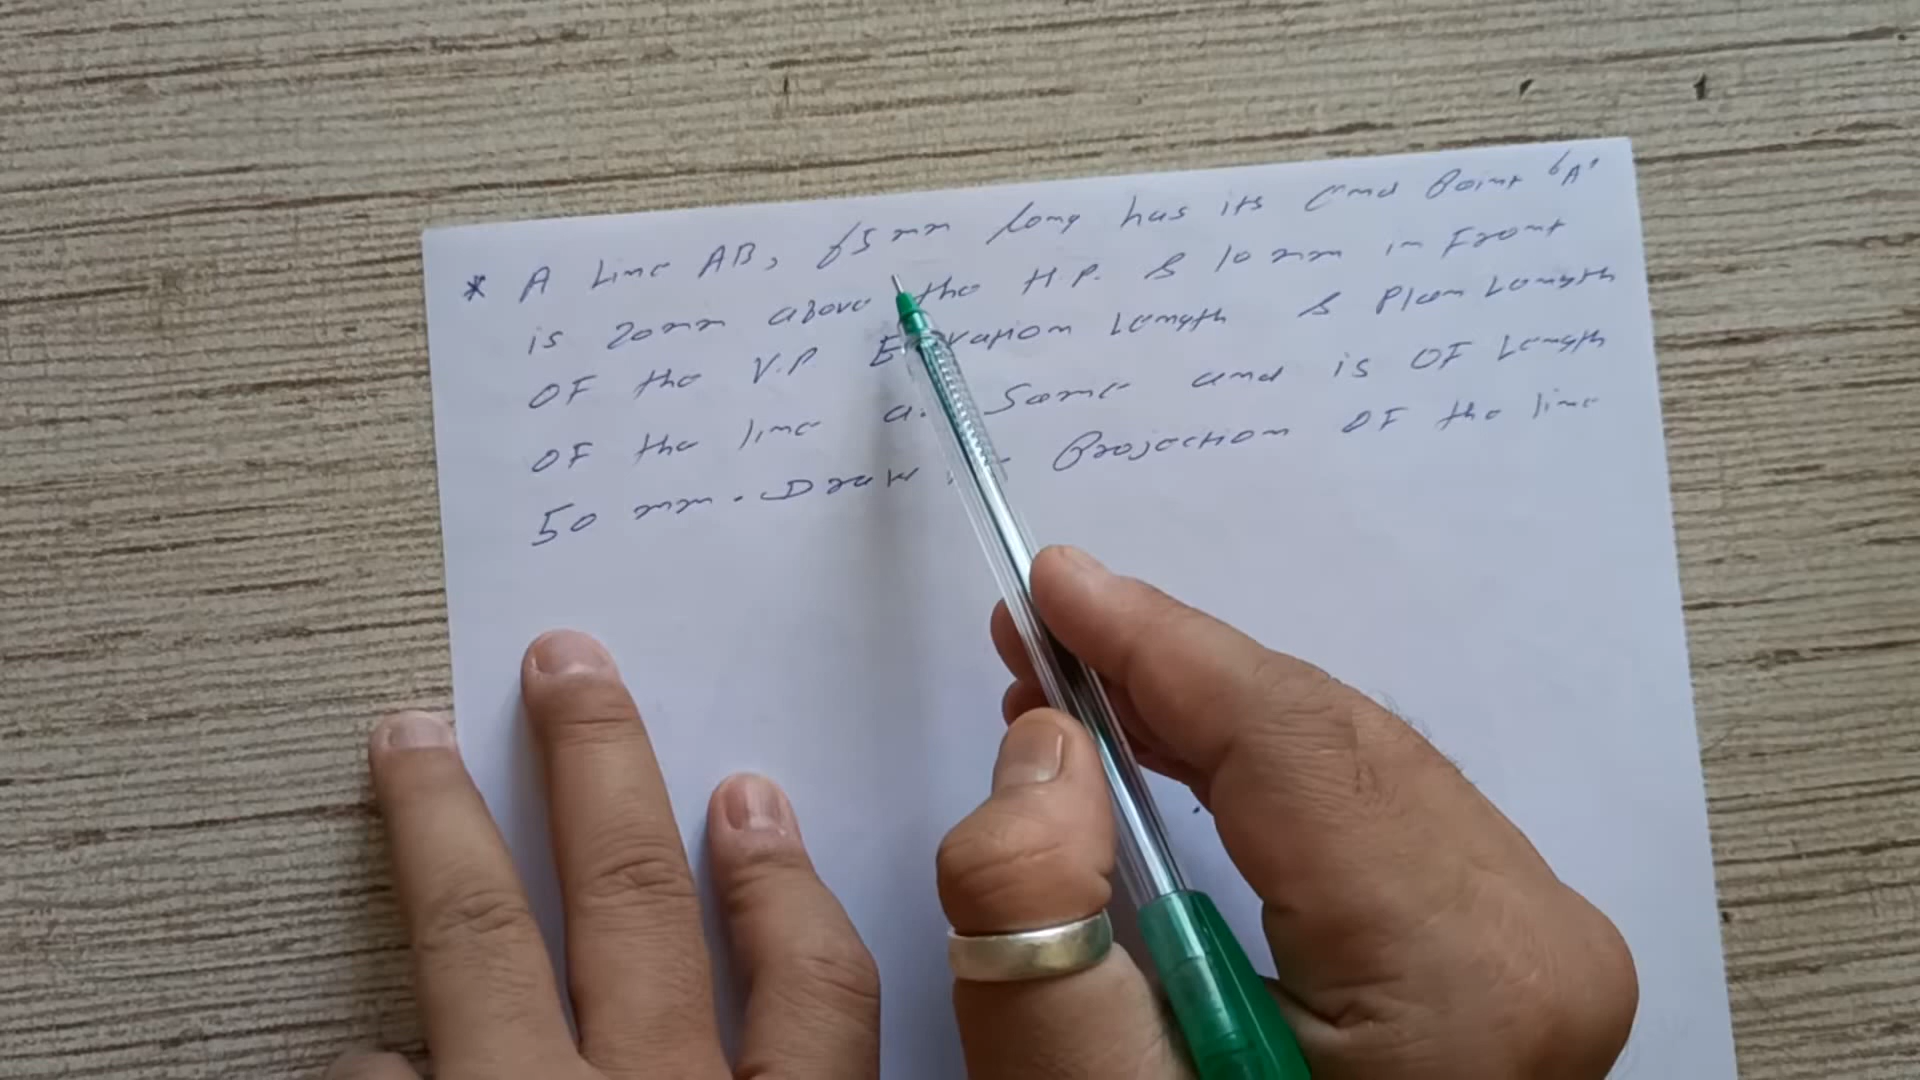 * A Line AB, 65 mm long has its end Point 'A'
is 20mm above the H.P. & 10 mm in Front
OF the V.P Length & Plan Length
OF the line Same and is OF Length
50 mm. Draw Projection OF the line